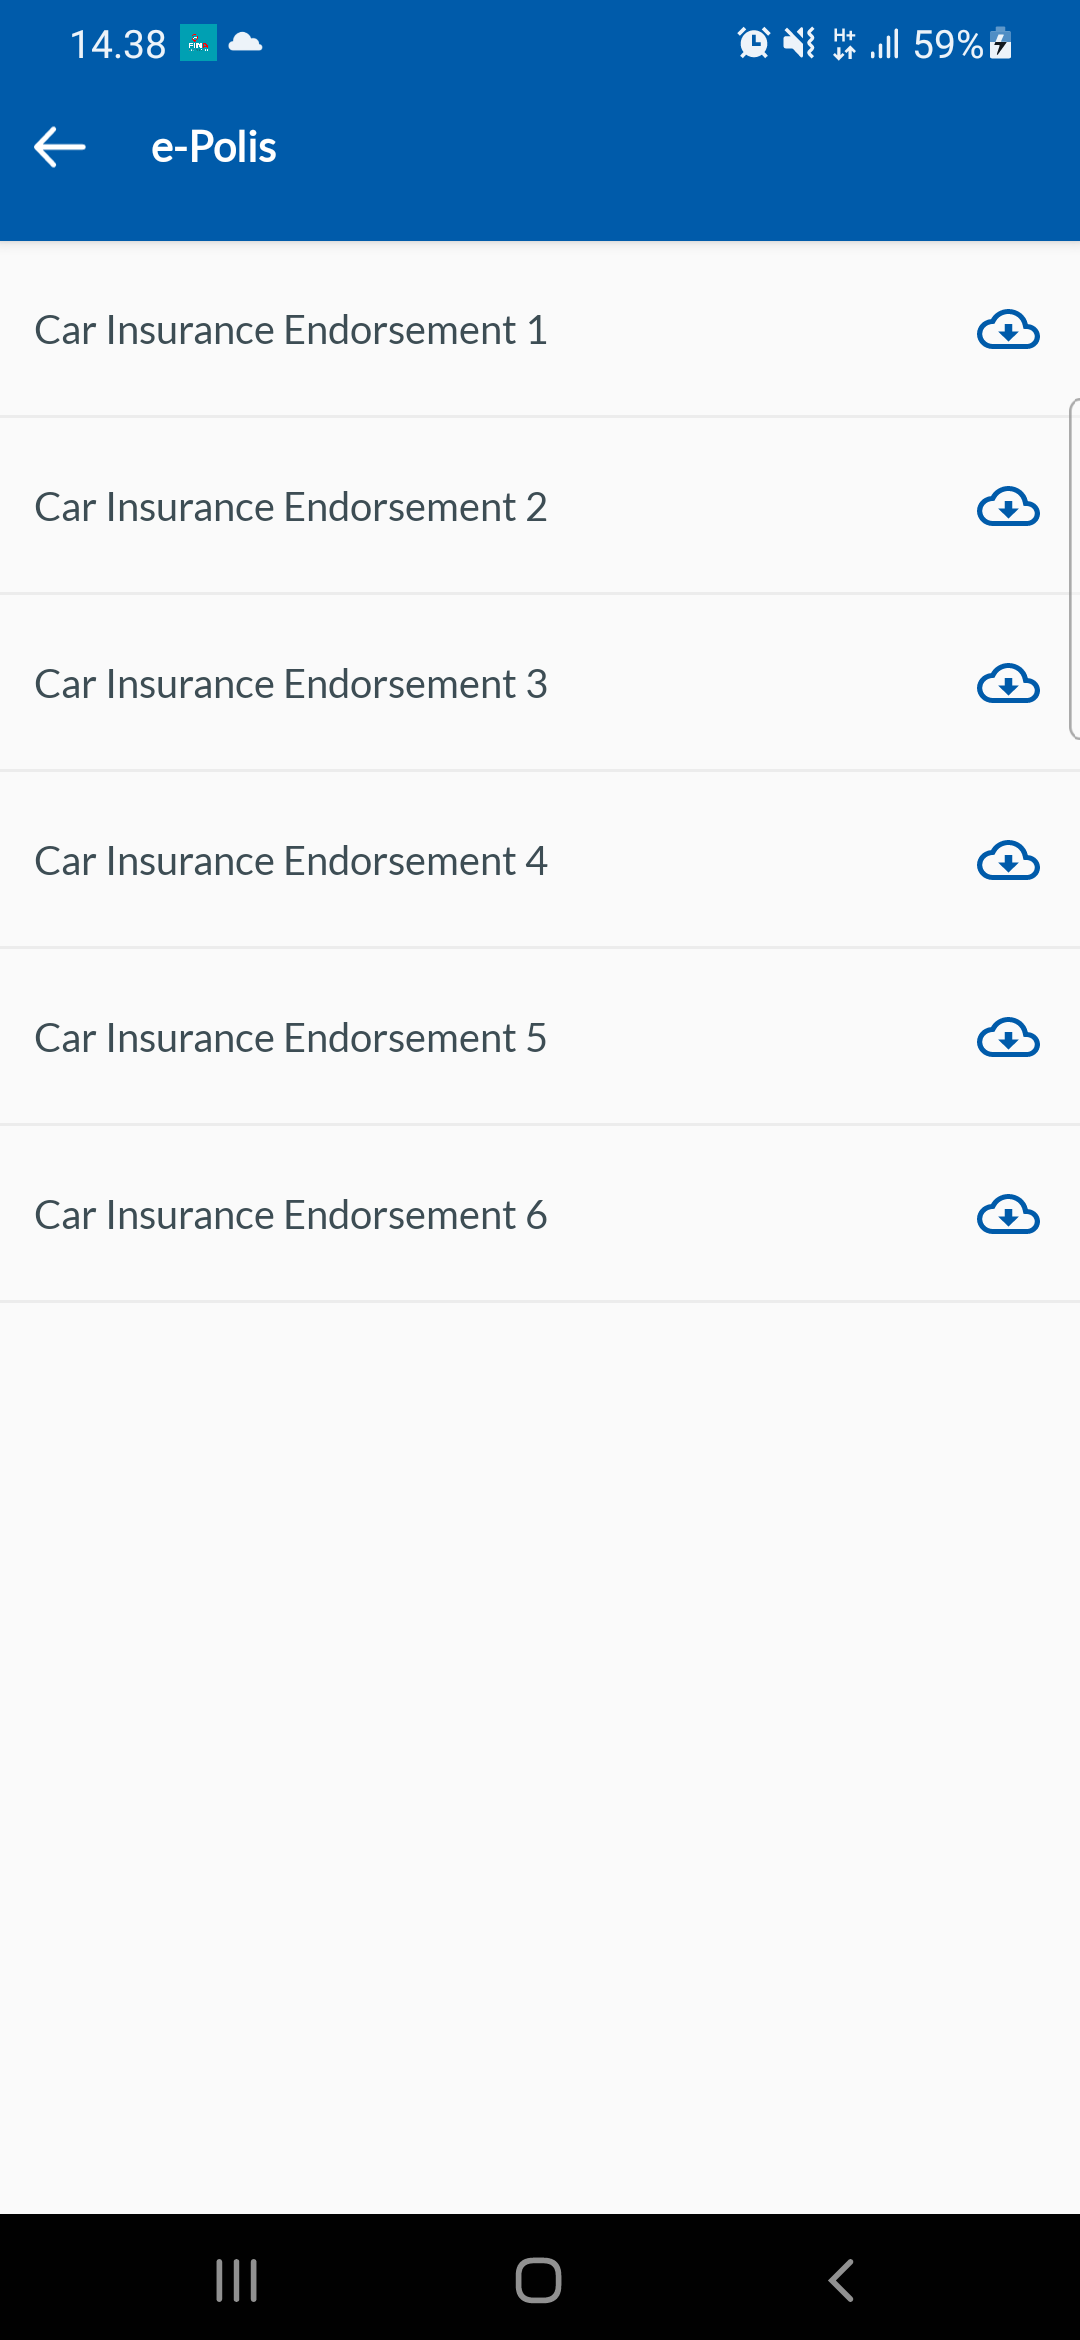 14.38 FIN H+ 59%
e-Polis
Car Insurance Endorsement 1
Car Insurance Endorsement 2
Car Insurance Endorsement 3
Car Insurance Endorsement 4
Car Insurance Endorsement 5
Car Insurance Endorsement 6